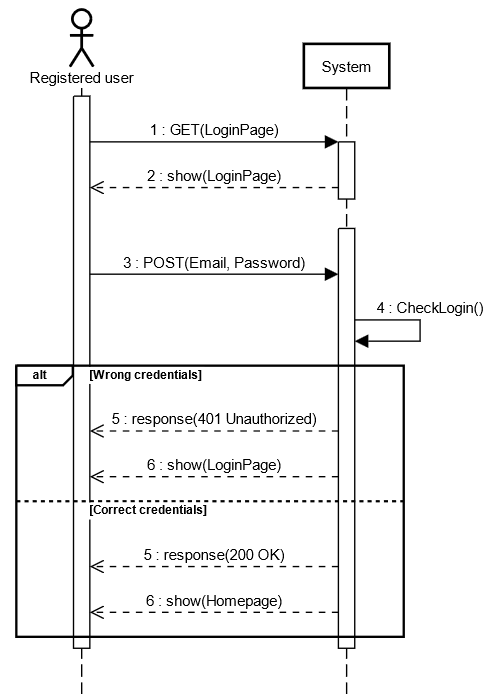 Registered user
System
1 : GET(LoginPage)
2 : show(LoginPage)
3 : POST(Email, Password)
4 : CheckLogin()
alt
[Wrong credentials]
5 : response(401 Unauthorized)
6 : show(LoginPage)
[Correct credentials]
5 : response(200 OK)
6 : show(Homepage)